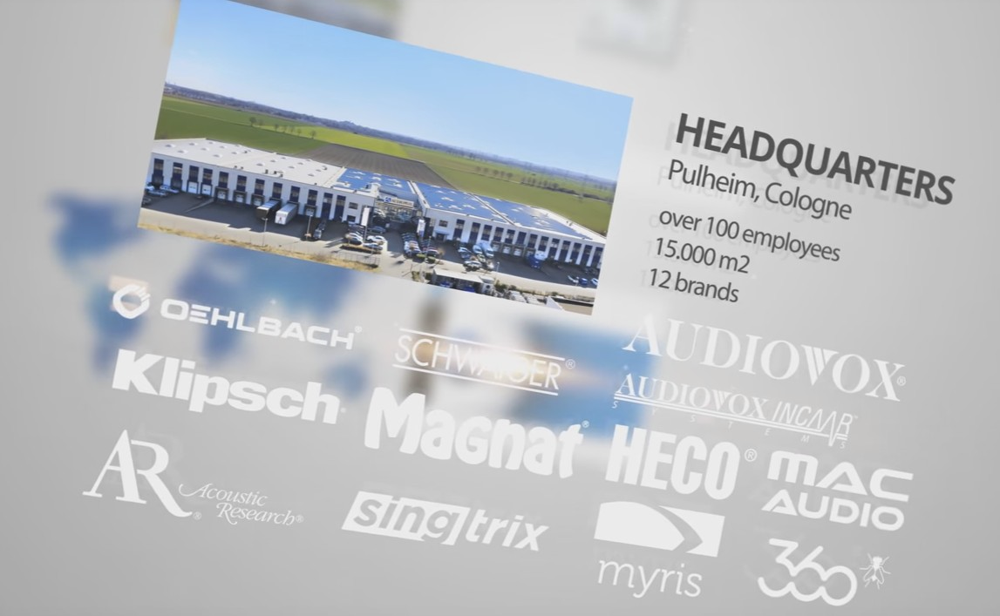 HEADQUARTERS
Pulheim, Cologne
over 100 employees
15.000 m2
12 brands
OEHLBACH®
SCHWAIGER®
AUDIOVOX®
AUDIOVOX INCAAR
SYSTEMS
Klipsch
Magnat®
HECO®
MAC
AUDIO
AR® Acoustic
Research®
singtrix
myris
360